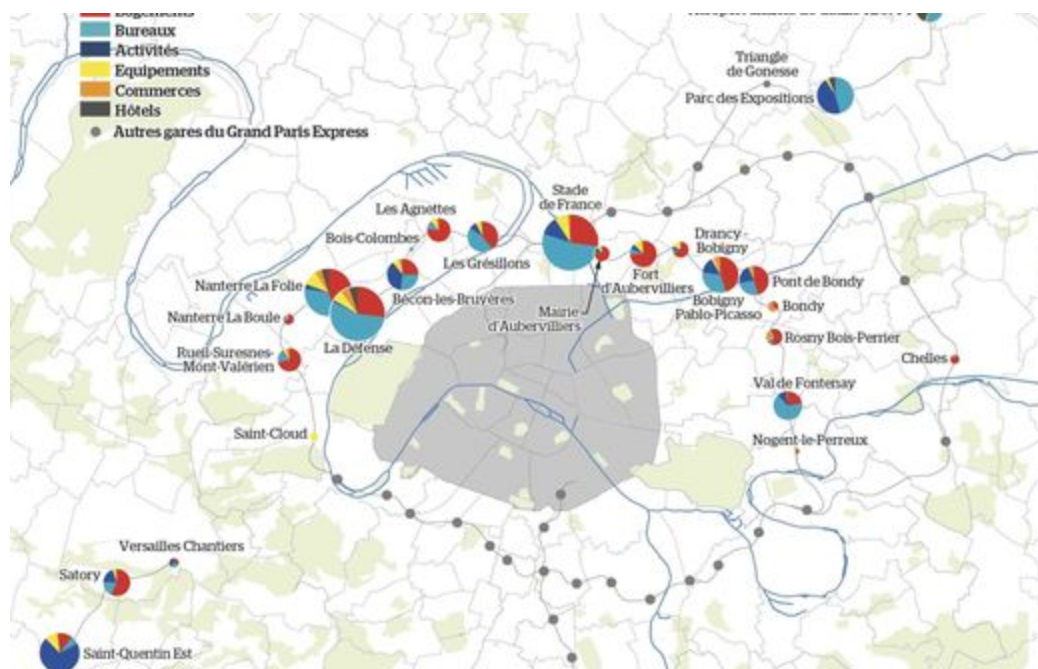 Logements
Bureaux
Activités
Equipements
Commerces
Hôtels
Autres gares du Grand Paris Express
Triangle
de Gonesse
Parc des Expositions
Stade
de France
Les Agnettes
Bois-Colombes
Les Grésillons
Drancy-
Bobigny
Nanterre La Folie
Bécon-les-Bruyères
Fort
d'Aubervilliers
Pont de Bondy
Bobigny
Pablo-Picasso
Bondy
Nanterre La Boule
Mairie
d'Aubervilliers
La Défense
Rosny Bois-Perrier
Rueil-Suresnes-
Mont-Valérien
Chelles
Val de Fontenay
Saint-Cloud
Nogent-le-Perreux
Versailles Chantiers
Satory
Saint-Quentin Est